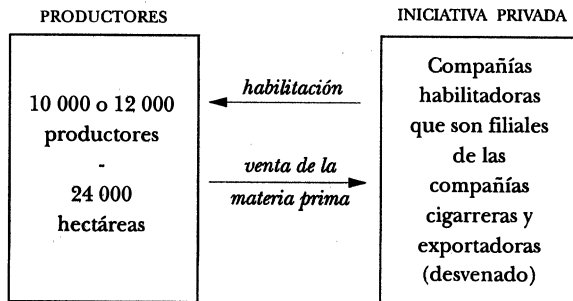 PRODUCTORES
10 000 o 12 000
productores
-
24 000
hectáreas
habilitación
venta de la
materia prima
INICIATIVA PRIVADA
Compañías
habilitadoras
que son filiales
de las
compañías
cigarreras y
exportadoras
(desvenado)